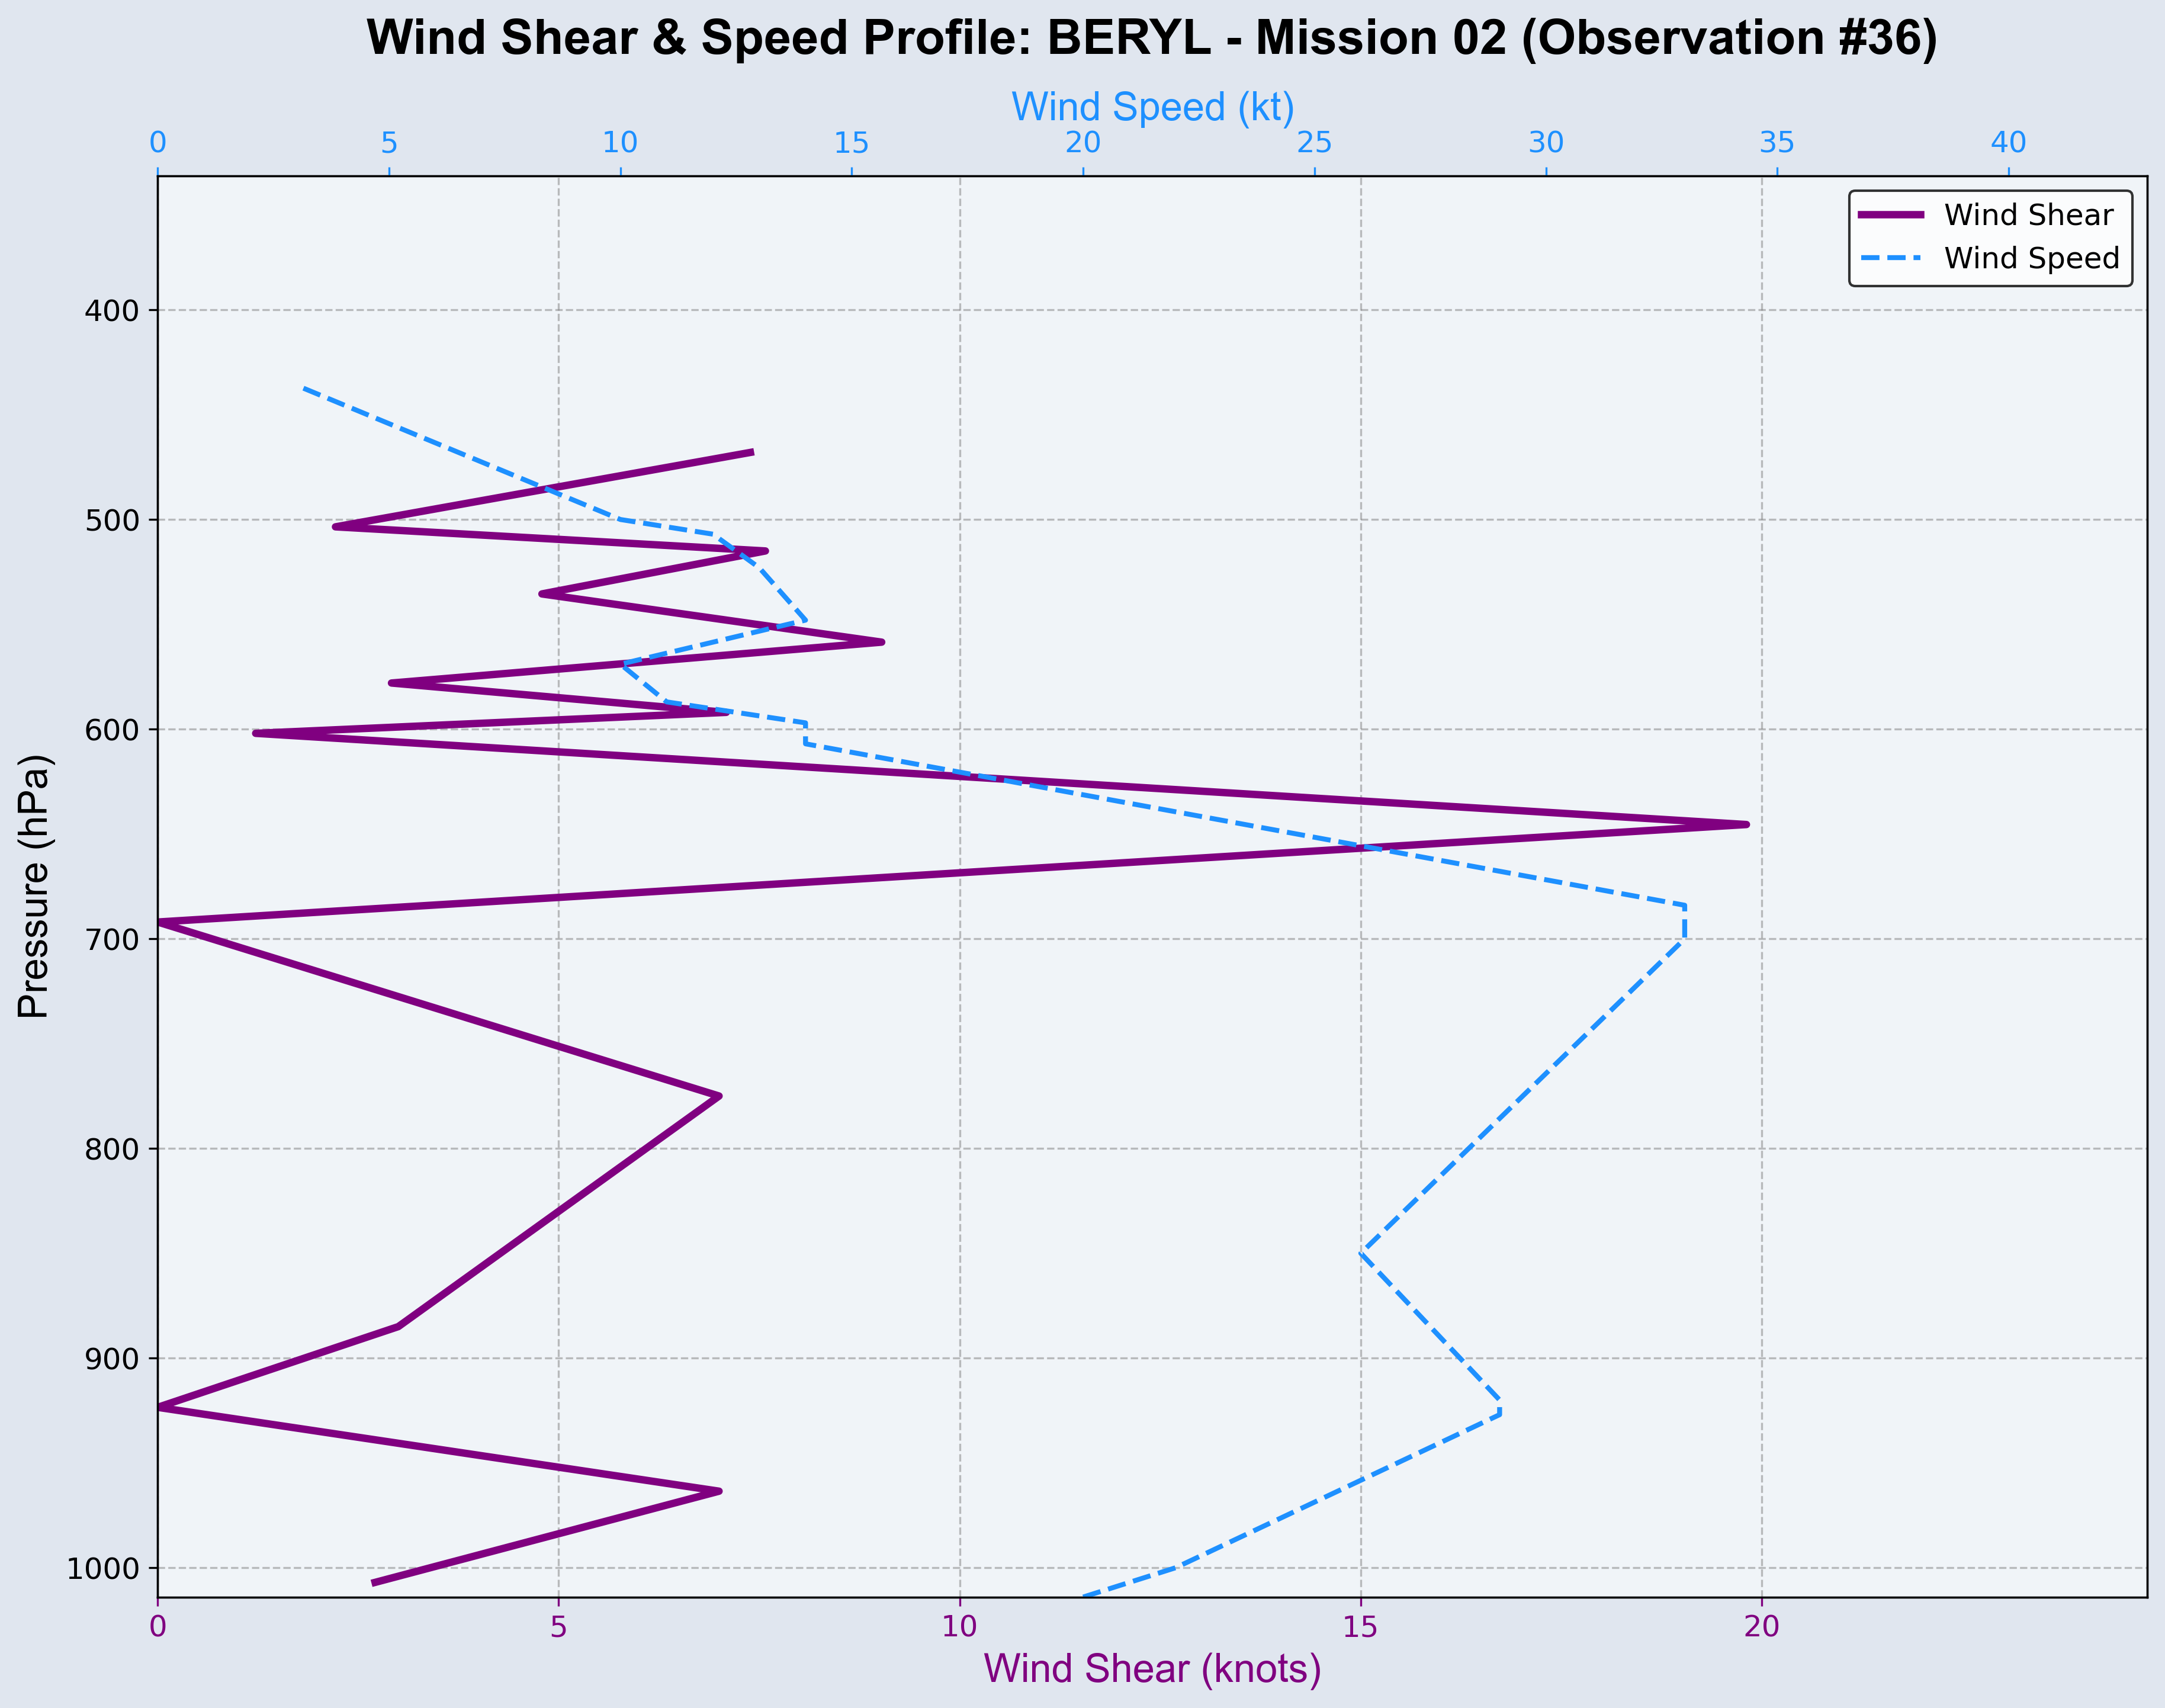 Wind Shear & Speed Profile: BERYL - Mission 02 (Observation #36)
Wind Speed (kt)
0 5 10 15 20 25 30 35 40
Wind Shear
Wind Speed
400
500
600
700
800
900
1000
Pressure (hPa)
0 5 10 15 20
Wind Shear (knots)